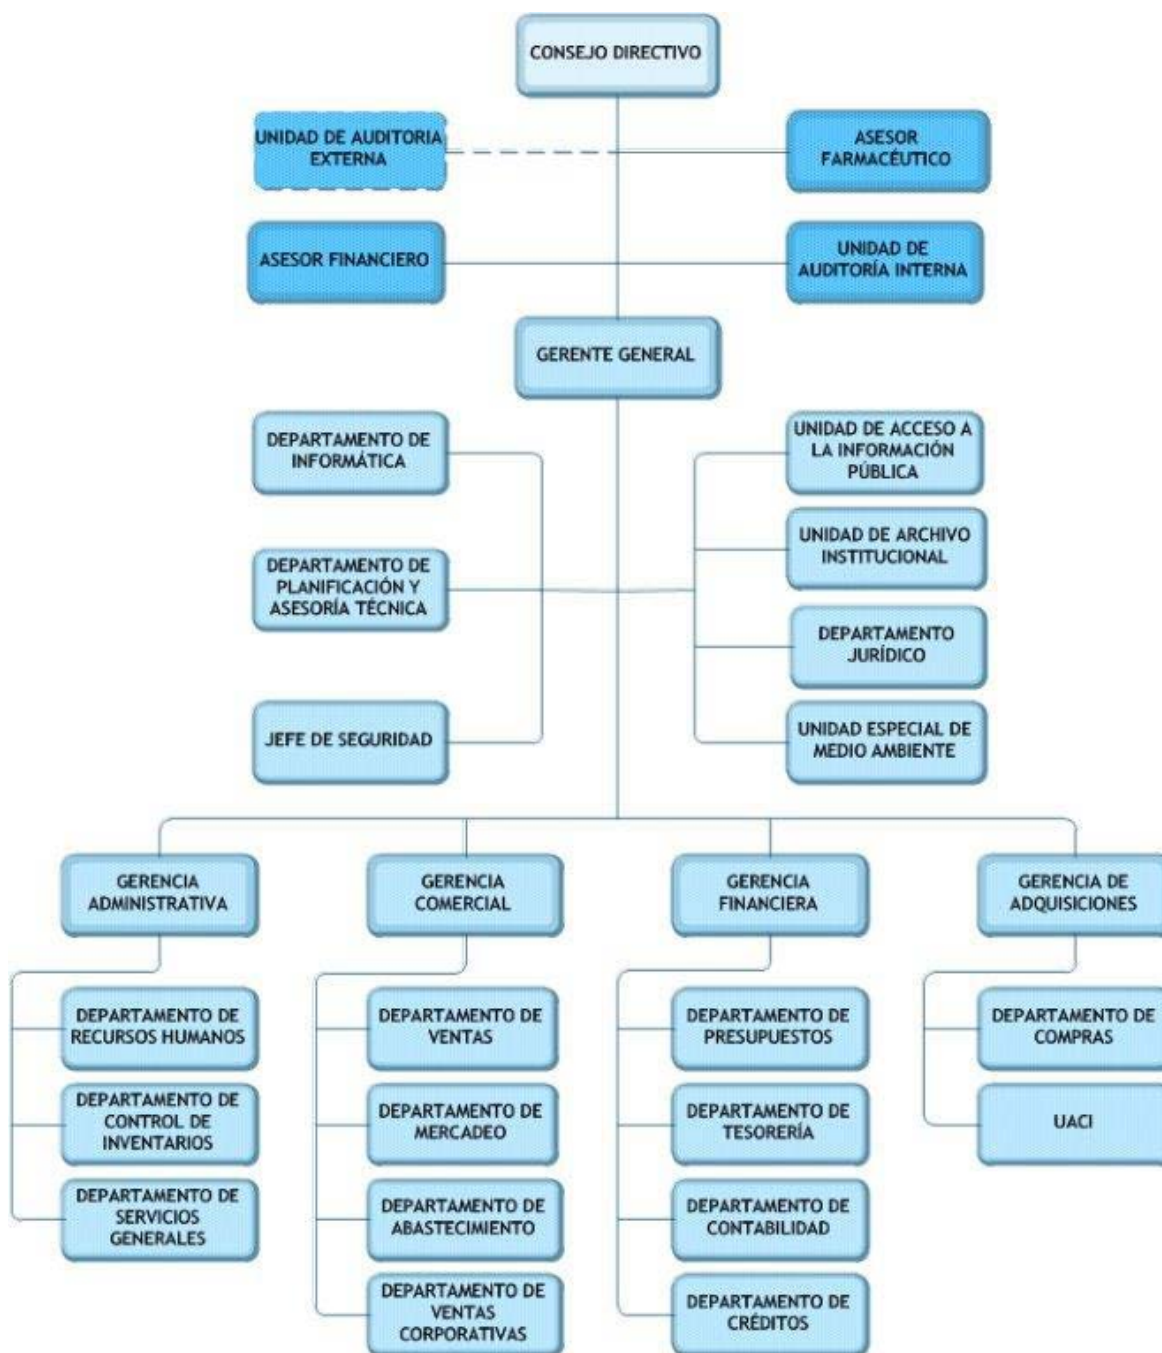 CONSEJO DIRECTIVO
UNIDAD DE AUDITORIA
EXTERNA
ASESOR
FARMACÉUTICO
ASESOR FINANCIERO
UNIDAD DE
AUDITORÍA INTERNA
GERENTE GENERAL
DEPARTAMENTO DE
INFORMÁTICA
UNIDAD DE ACCESO A
LA INFORMACIÓN
PÚBLICA
UNIDAD DE ARCHIVO
INSTITUCIONAL
DEPARTAMENTO DE
PLANIFICACIÓN Y
ASESORÍA TÉCNICA
DEPARTAMENTO
JURÍDICO
JEFE DE SEGURIDAD
UNIDAD ESPECIAL DE
MEDIO AMBIENTE
GERENCIA
ADMINISTRATIVA
GERENCIA
COMERCIAL
GERENCIA
FINANCIERA
GERENCIA DE
ADQUISICIONES
DEPARTAMENTO DE
RECURSOS HUMANOS
DEPARTAMENTO DE
VENTAS
DEPARTAMENTO DE
PRESUPUESTOS
DEPARTAMENTO DE
COMPRAS
DEPARTAMENTO DE
CONTROL DE
INVENTARIOS
DEPARTAMENTO DE
MERCADEO
DEPARTAMENTO DE
TESORERÍA
UACI
DEPARTAMENTO DE
SERVICIOS
GENERALES
DEPARTAMENTO DE
ABASTECIMIENTO
DEPARTAMENTO DE
CONTABILIDAD
DEPARTAMENTO DE
VENTAS
CORPORATIVAS
DEPARTAMENTO DE
CRÉDITOS